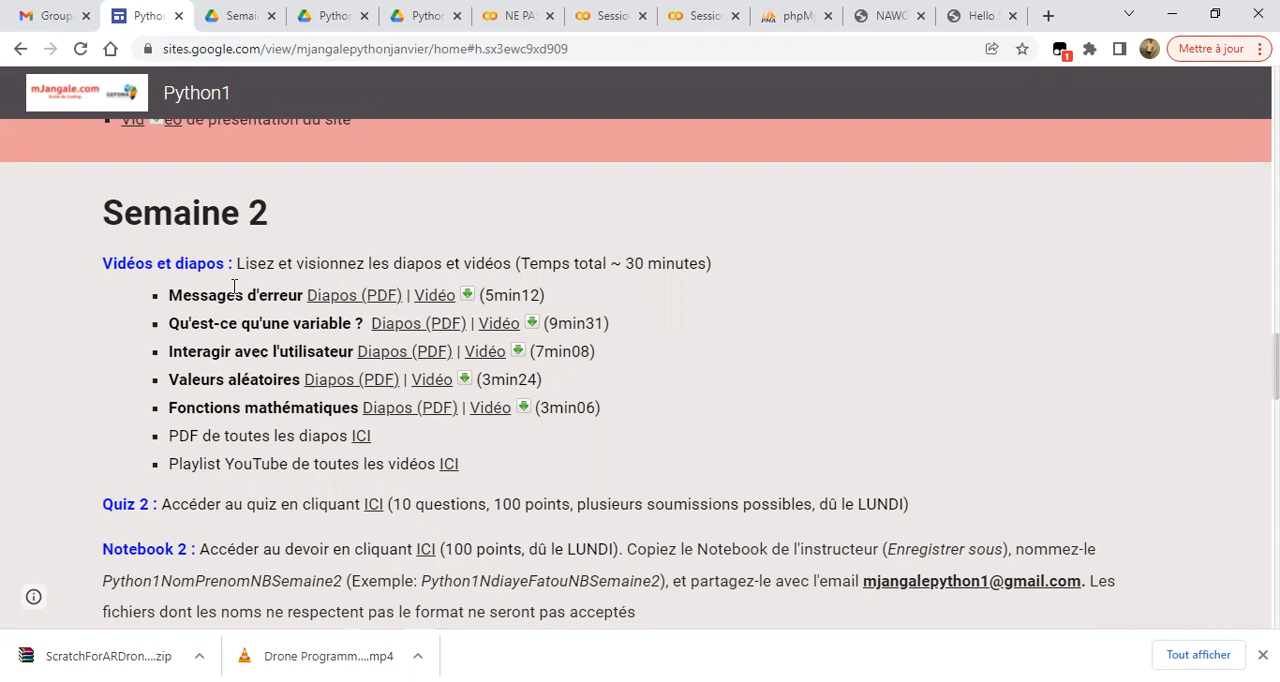 Group
Python
Semai
Python
Python
NE PA
Sessio
Sessio
phpMy
NAWC
Hello
sites.google.com/view/mjangalepythonjanvier/home#h.sx3ewc9xd909
1
Mettre à jour
mJangale.com
GEFONA
Python1
Vidéo de présentation du site
Semaine 2
Vidéos et diapos : Lisez et visionnez les diapos et vidéos (Temps total ~ 30 minutes)
▪ Messages d'erreur Diapos (PDF) | Vidéo (5min12)
▪ Qu'est-ce qu'une variable ? Diapos (PDF) | Vidéo (9min31)
▪ Interagir avec l'utilisateur Diapos (PDF) | Vidéo (7min08)
▪ Valeurs aléatoires Diapos (PDF) | Vidéo (3min24)
▪ Fonctions mathématiques Diapos (PDF) | Vidéo (3min06)
▪ PDF de toutes les diapos ICI
▪ Playlist YouTube de toutes les vidéos ICI
Quiz 2 : Accéder au quiz en cliquant ICI (10 questions, 100 points, plusieurs soumissions possibles, dû le LUNDI)
Notebook 2 : Accéder au devoir en cliquant ICI (100 points, dû le LUNDI). Copiez le Notebook de l'instructeur (Enregistrer sous), nommez-le
Python1NomPrenomNBSemaine2 (Exemple: Python1NdiayeFatouNBSemaine2), et partagez-le avec l'email mjangalepython1@gmail.com. Les
fichiers dont les noms ne respectent pas le format ne seront pas acceptés
ScratchForARDron....zip
Drone Programm....mp4
Tout afficher